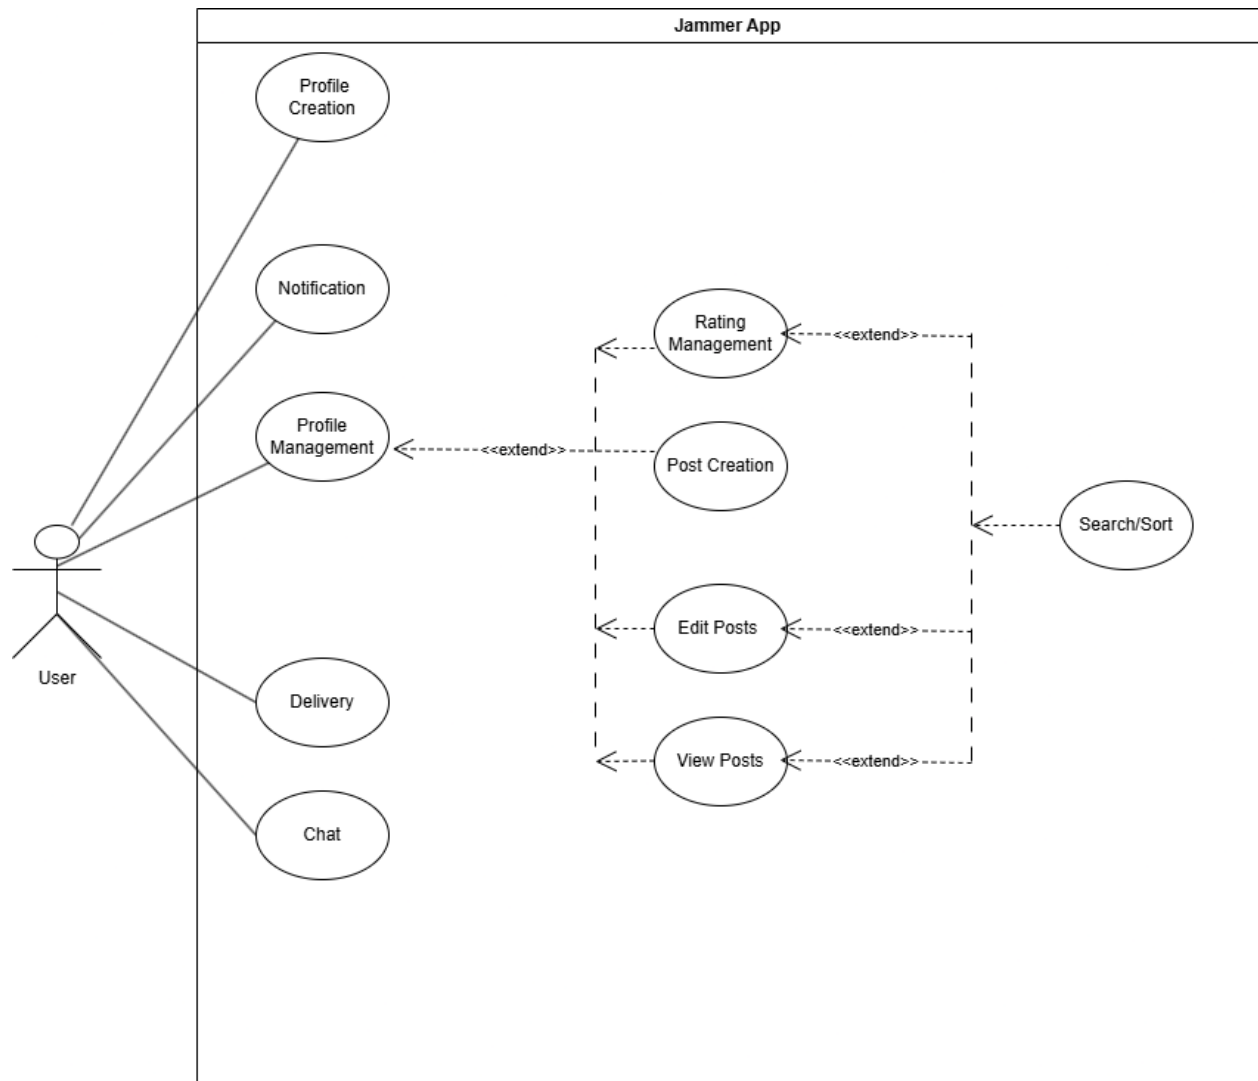 Jammer App
Profile
Creation
Notification
Rating
Management
<<extend>>
Profile
Management
<<extend>>
Post Creation
Search/Sort
Edit Posts
<<extend>>
User
Delivery
View Posts
<<extend>>
Chat